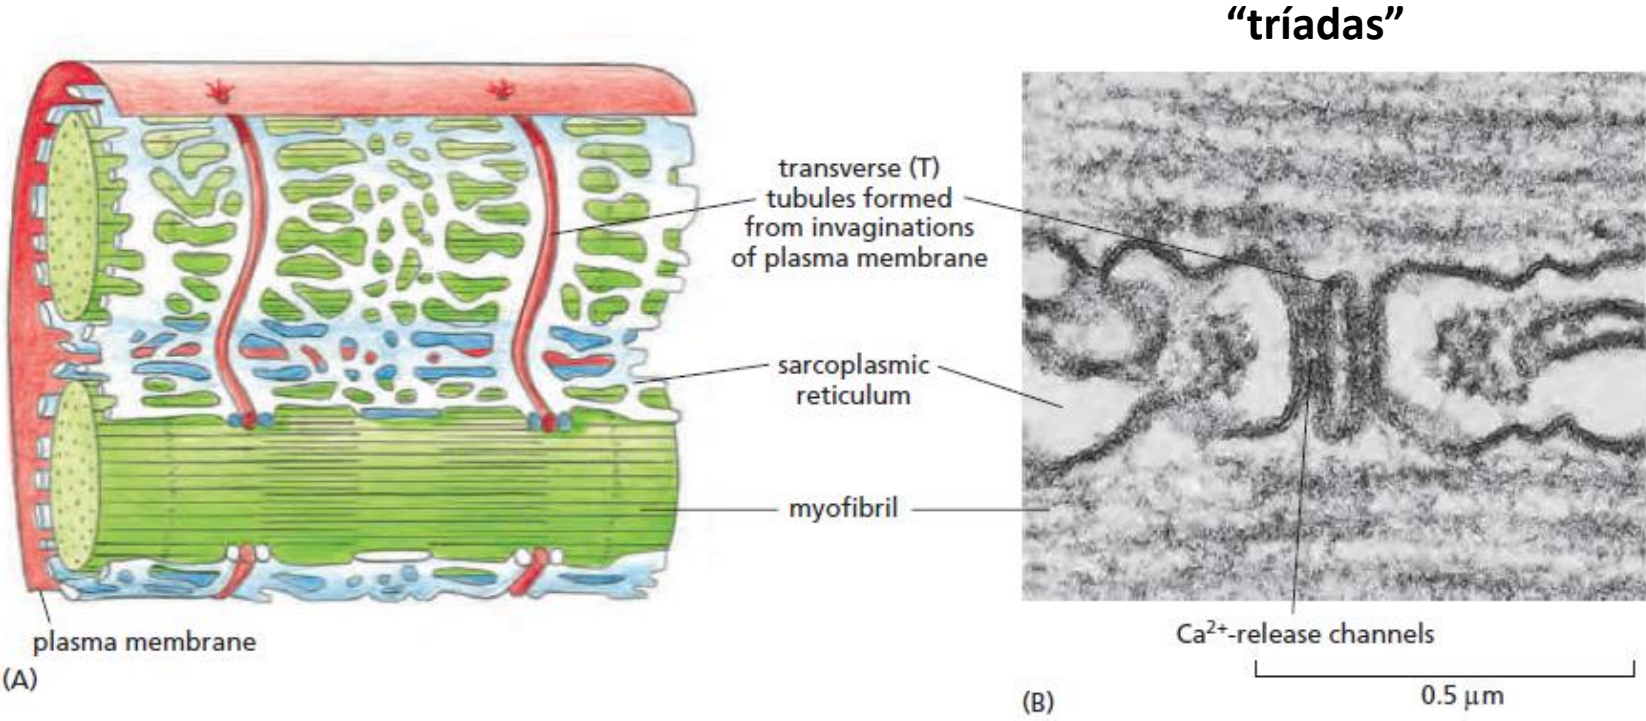 “tríadas”
transverse (T)
tubules formed
from invaginations
of plasma membrane
sarcoplasmic
reticulum
myofibril
plasma membrane
(A)
Ca²⁺-release channels
0.5 μm
(B)